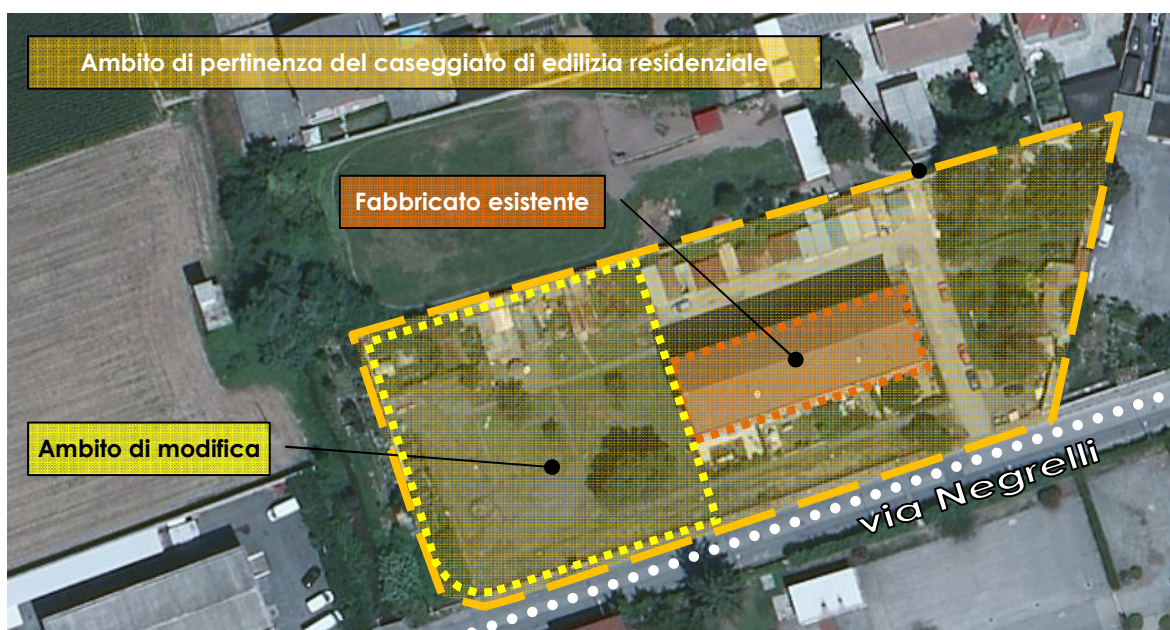 Ambito di pertinenza del caseggiato di edilizia residenziale
Fabbricato esistente
Ambito di modifica
via Negrelli